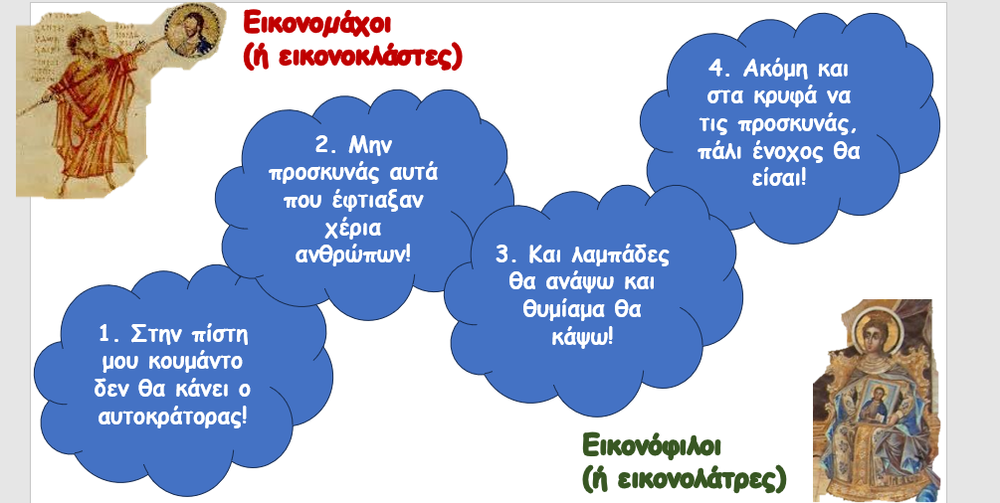 Εικονομάχοι
(ή εικονοκλάστες)
4. Ακόμη και
στα κρυφά να
τις προσκυνάς,
πάλι ένοχος θα
είσαι!
2. Μην
προσκυνάς αυτά
που έφτιαξαν
χέρια
ανθρώπων!
3. Και λαμπάδες
θα ανάψω και
θυμίαμα θα
κάψω!
1. Στην πίστη
μου κουμάντο
δεν θα κάνει ο
αυτοκράτορας!
Εικονόφιλοι
(ή εικονολάτρες)